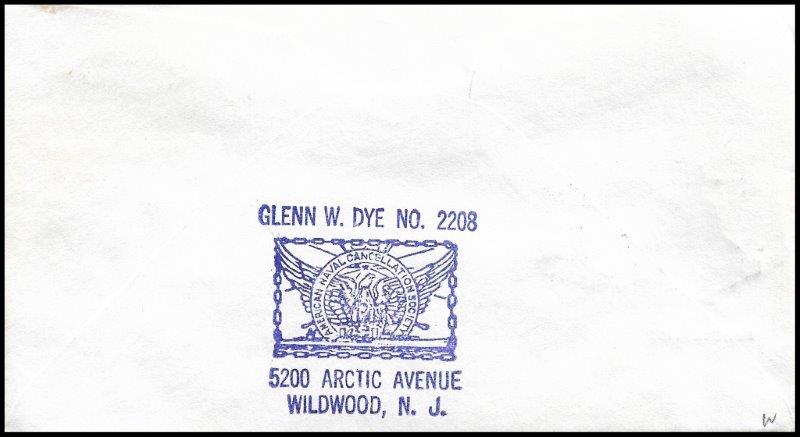 GLENN W. DYE NO. 2208
AMERICAN NAVAL CANCELLATION SOCIETY
5200 ARCTIC AVENUE
WILDWOOD, N. J.
W